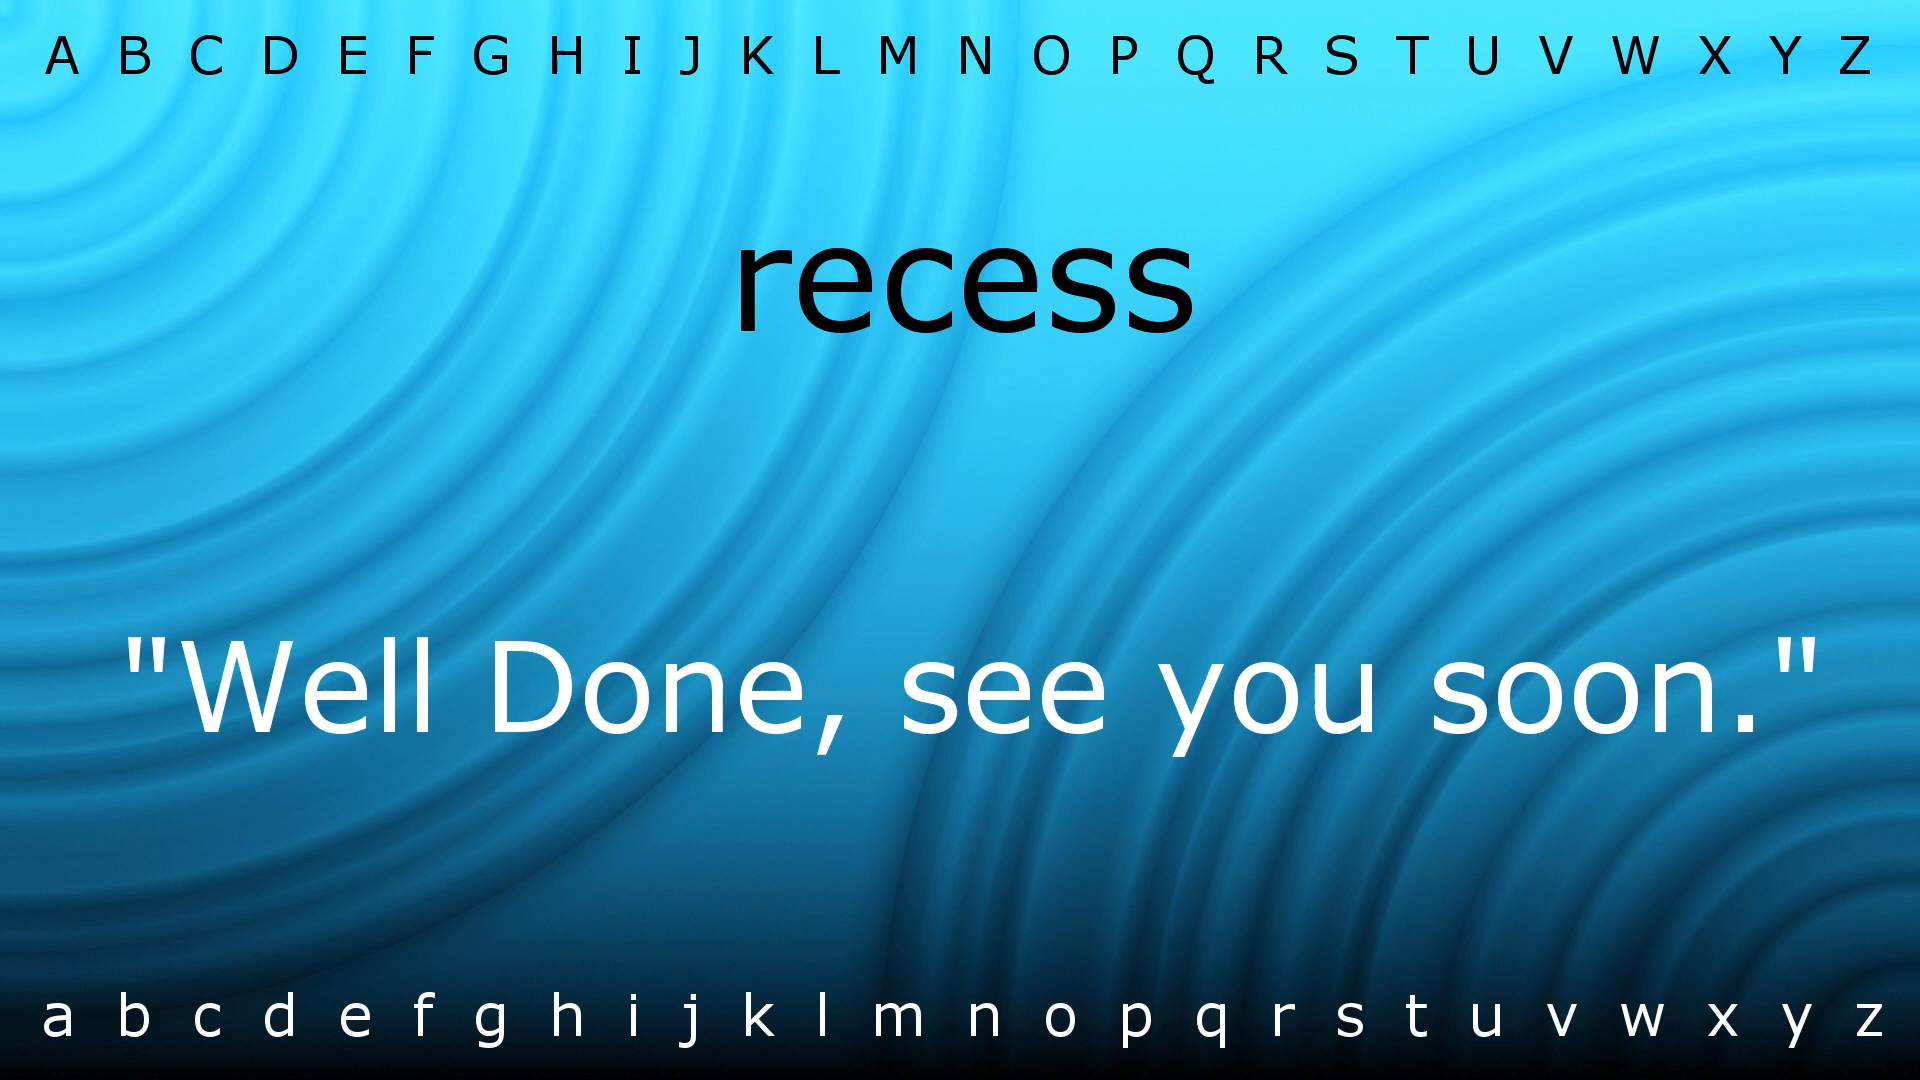 A B C D E F G H I J K L M N O P Q R S T U V W X Y Z
recess
"Well Done, see you soon."
a b c d e f g h i j k l m n o p q r s t u v w x y z